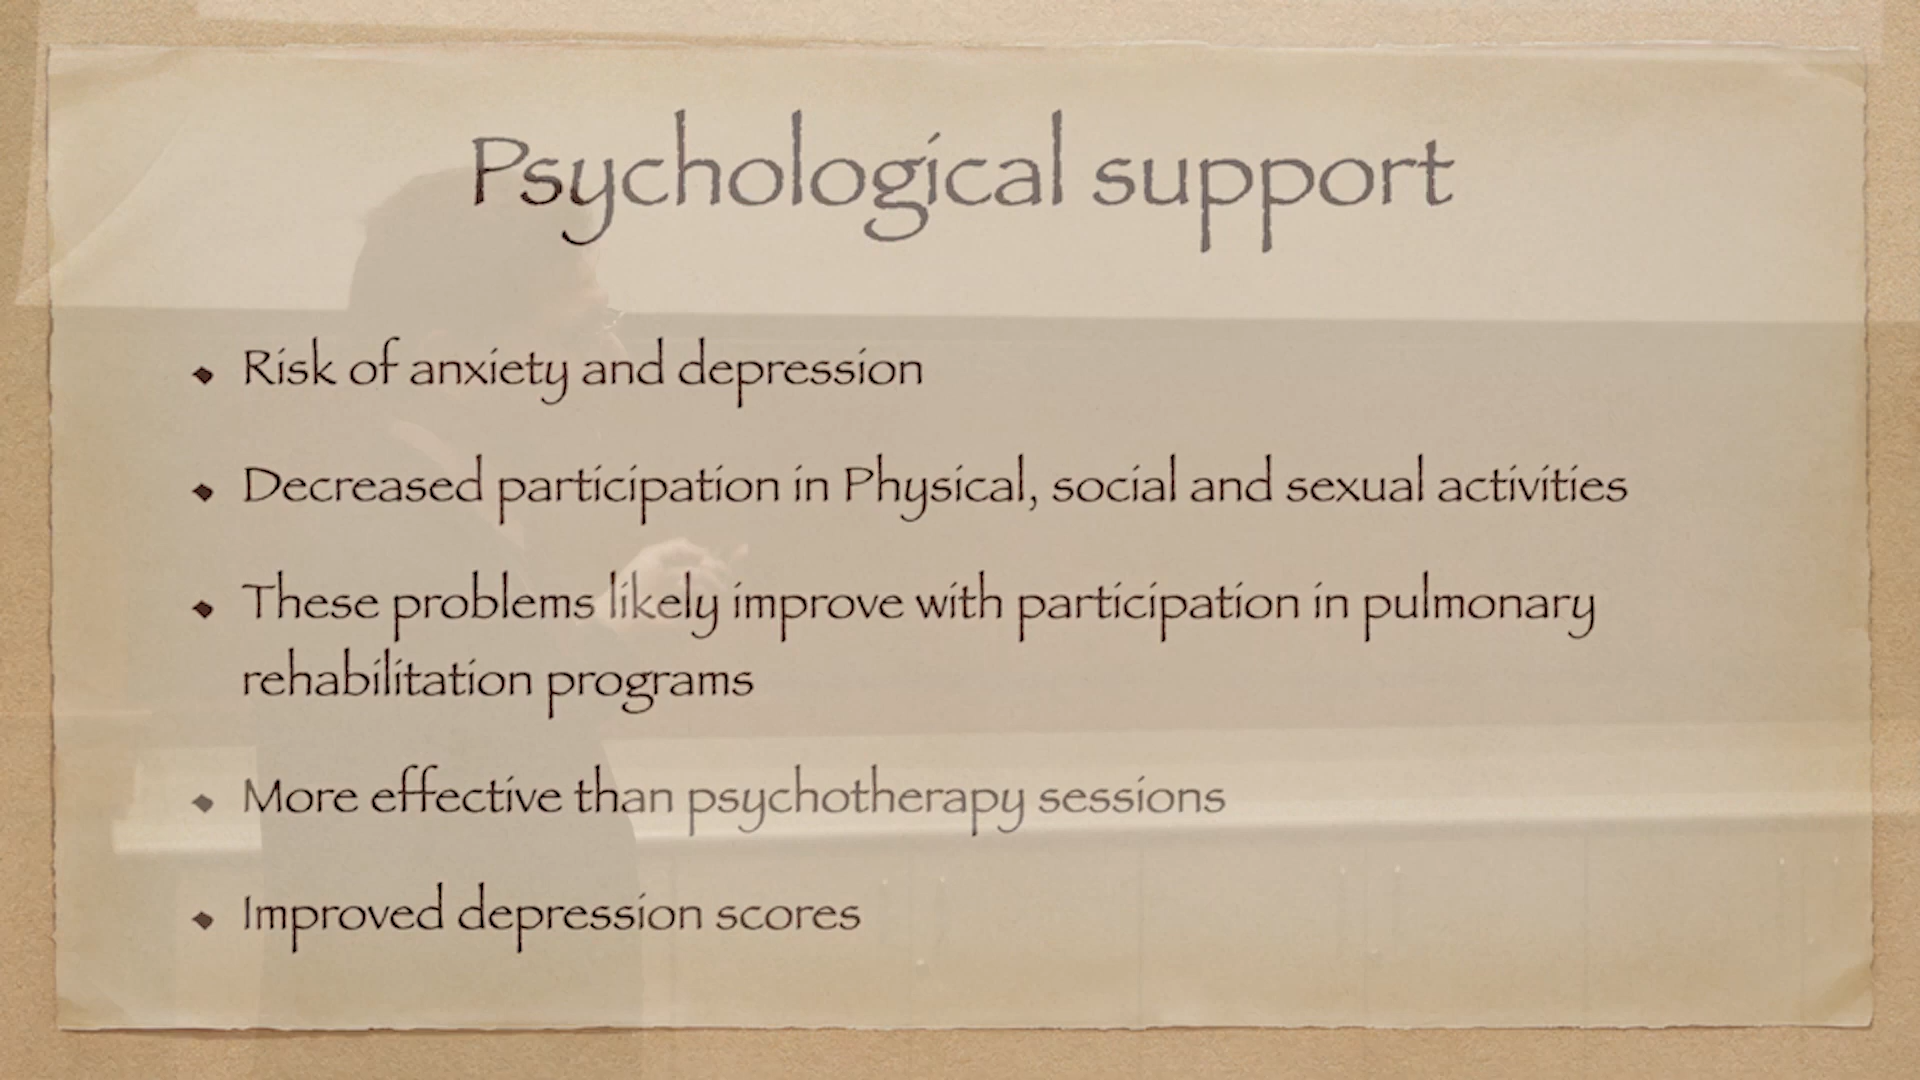 Psychological support
Risk of anxiety and depression
Decreased participation in Physical, social and sexual activities
These problems likely improve with participation in pulmonary
rehabilitation programs
More effective than psychotherapy sessions
Improved depression scores